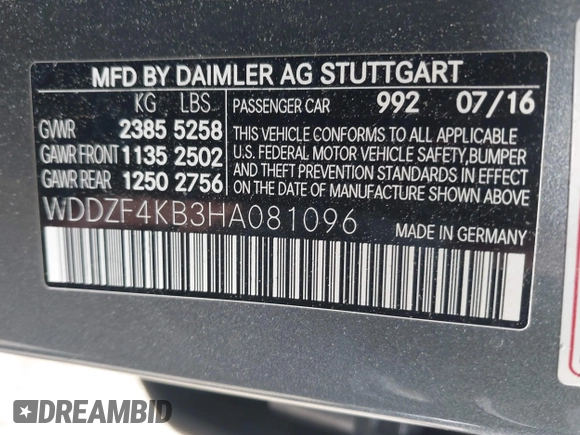 MFD BY DAIMLER AG STUTTGART
KG LBS
GVWR 2385 5258
GAWR FRONT 1135 2502
GAWR REAR 1250 2756
PASSENGER CAR 992 07/16
THIS VEHICLE CONFORMS TO ALL APPLICABLE
U.S. FEDERAL MOTOR VEHICLE SAFETY, BUMPER
AND THEFT PREVENTION STANDARDS IN EFFECT
ON THE DATE OF MANUFACTURE SHOWN ABOVE
WDDZF4KB3HA081096
MADE IN GERMANY
DREAMBID